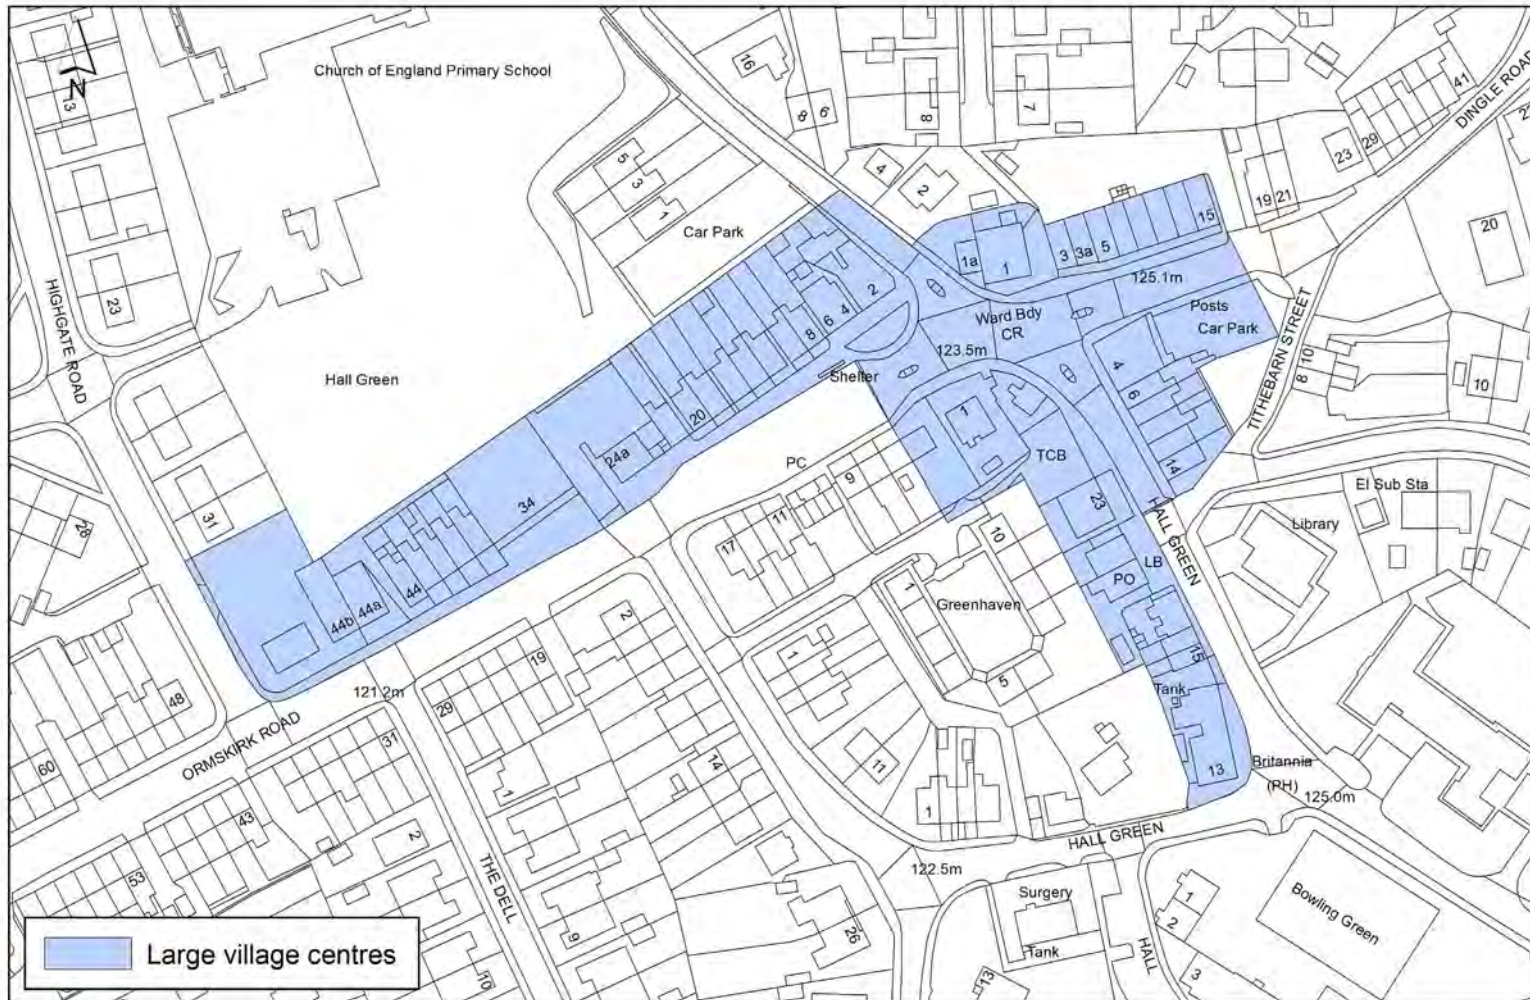 N
13
Church of England Primary School
16
8
6
8
7
41
DINGLE ROAD
29
23
5
3
1
4
2
19
21
20
Car Park
23
HIGHGATE ROAD
1a
1
3
3a
5
15
125.1m
2
4
6
8
Ward Bdy
CR
Posts
Car Park
TITHEBARN STREET
123.5m
Hall Green
Shelter
20
4
6
14
8
10
10
1
24a
PC
9
TCB
31
28
34
11
17
23
HALL GREEN
El Sub Sta
Library
10
LB
PO
44
44a
44b
2
1
Greenhaven
1
5
15
Tank
121.2m
48
29
19
ORMSKIRK ROAD
60
31
14
11
1
13
Britannia
(PH)
125.0m
43
2
1
THE DELL
HALL GREEN
122.5m
53
Surgery
Bowling Green
1
2
9
26
Tank
HALL
3
13
10
Large village centres